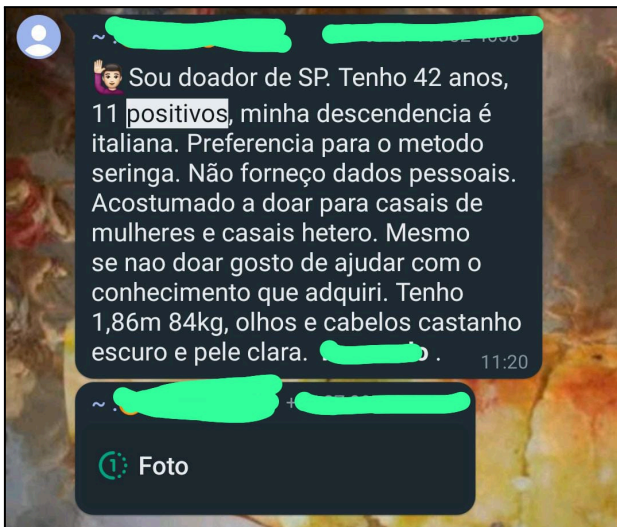 Sou doador de SP. Tenho 42 anos,
11 positivos, minha descendencia é
italiana. Preferencia para o metodo
seringa. Não forneço dados pessoais.
Acostumado a doar para casais de
mulheres e casais hetero. Mesmo
se nao doar gosto de ajudar com o
conhecimento que adquiri. Tenho
1,86m 84kg, olhos e cabelos castanho
escuro e pele clara.
11:20
1 Foto